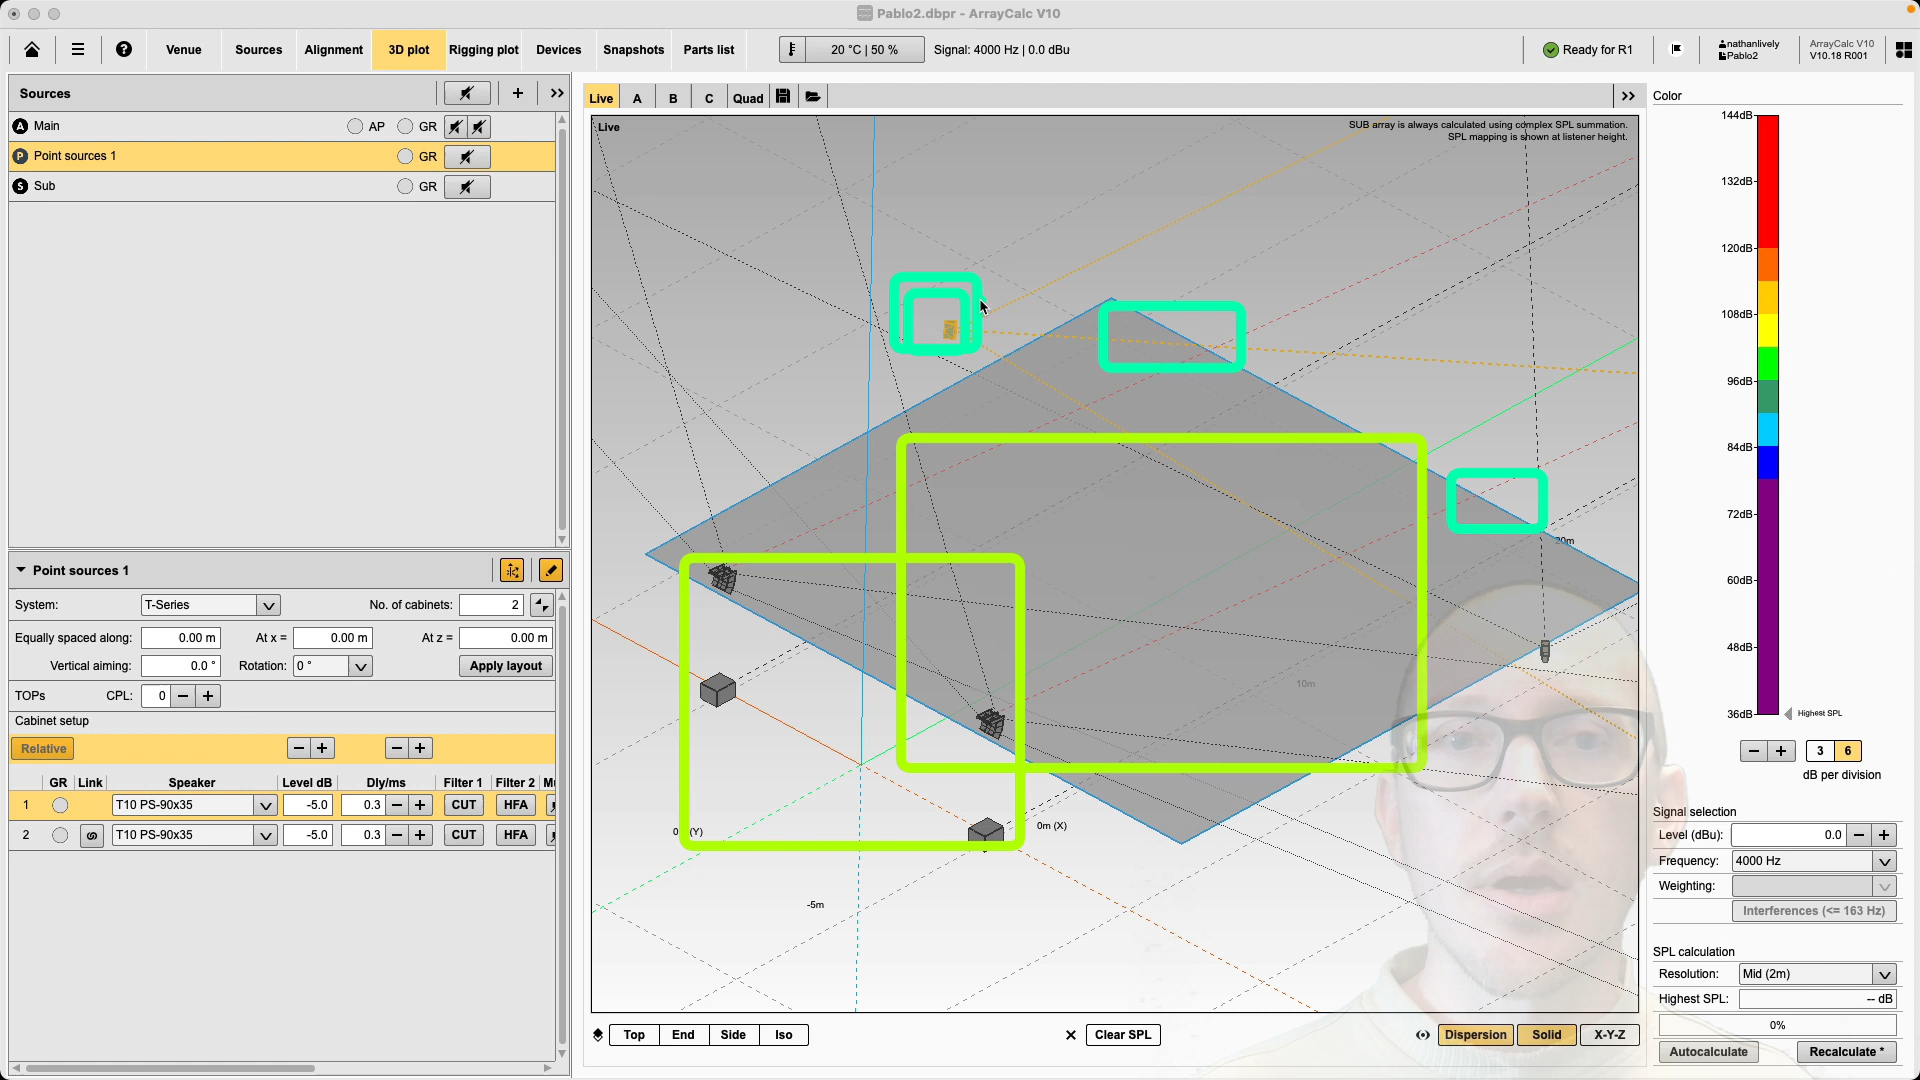 Pablo2.dbpr - ArrayCalc V10
Venue
Sources
Alignment
3D plot
Rigging plot
Devices
Snapshots
Parts list
20 °C | 50 %
Signal: 4000 Hz | 0.0 dBu
Ready for R1
nathanlively
Pablo2
ArrayCalc V10
V10.18 R001
Sources
A Main
AP
GR
P Point sources 1
GR
S Sub
GR
Point sources 1
System:
T-Series
No. of cabinets:
2
Equally spaced along:
0.00 m
At x =
0.00 m
At z =
0.00 m
Vertical aiming:
0.0 °
Rotation:
0 °
Apply layout
TOPs
CPL:
0
Cabinet setup
Relative
GR
Link
Speaker
Level dB
Dly/ms
Filter 1
Filter 2
1
T10 PS-90x35
-5.0
0.3
CUT
HFA
2
T10 PS-90x35
-5.0
0.3
CUT
HFA
Live
A
B
C
Quad
Live
SUB array is always calculated using complex SPL summation.
SPL mapping is shown at listener height.
20m
10m
(Y)
0m (X)
-5m
Top
End
Side
Iso
Clear SPL
Dispersion
Solid
X-Y-Z
Color
144dB
132dB
120dB
108dB
96dB
84dB
72dB
60dB
48dB
36dB
Highest SPL
3
6
dB per division
Signal selection
Level (dBu):
0.0
Frequency:
4000 Hz
Weighting:
Interferences (<= 163 Hz)
SPL calculation
Resolution:
Mid (2m)
Highest SPL:
-- dB
0%
Autocalculate
Recalculate *